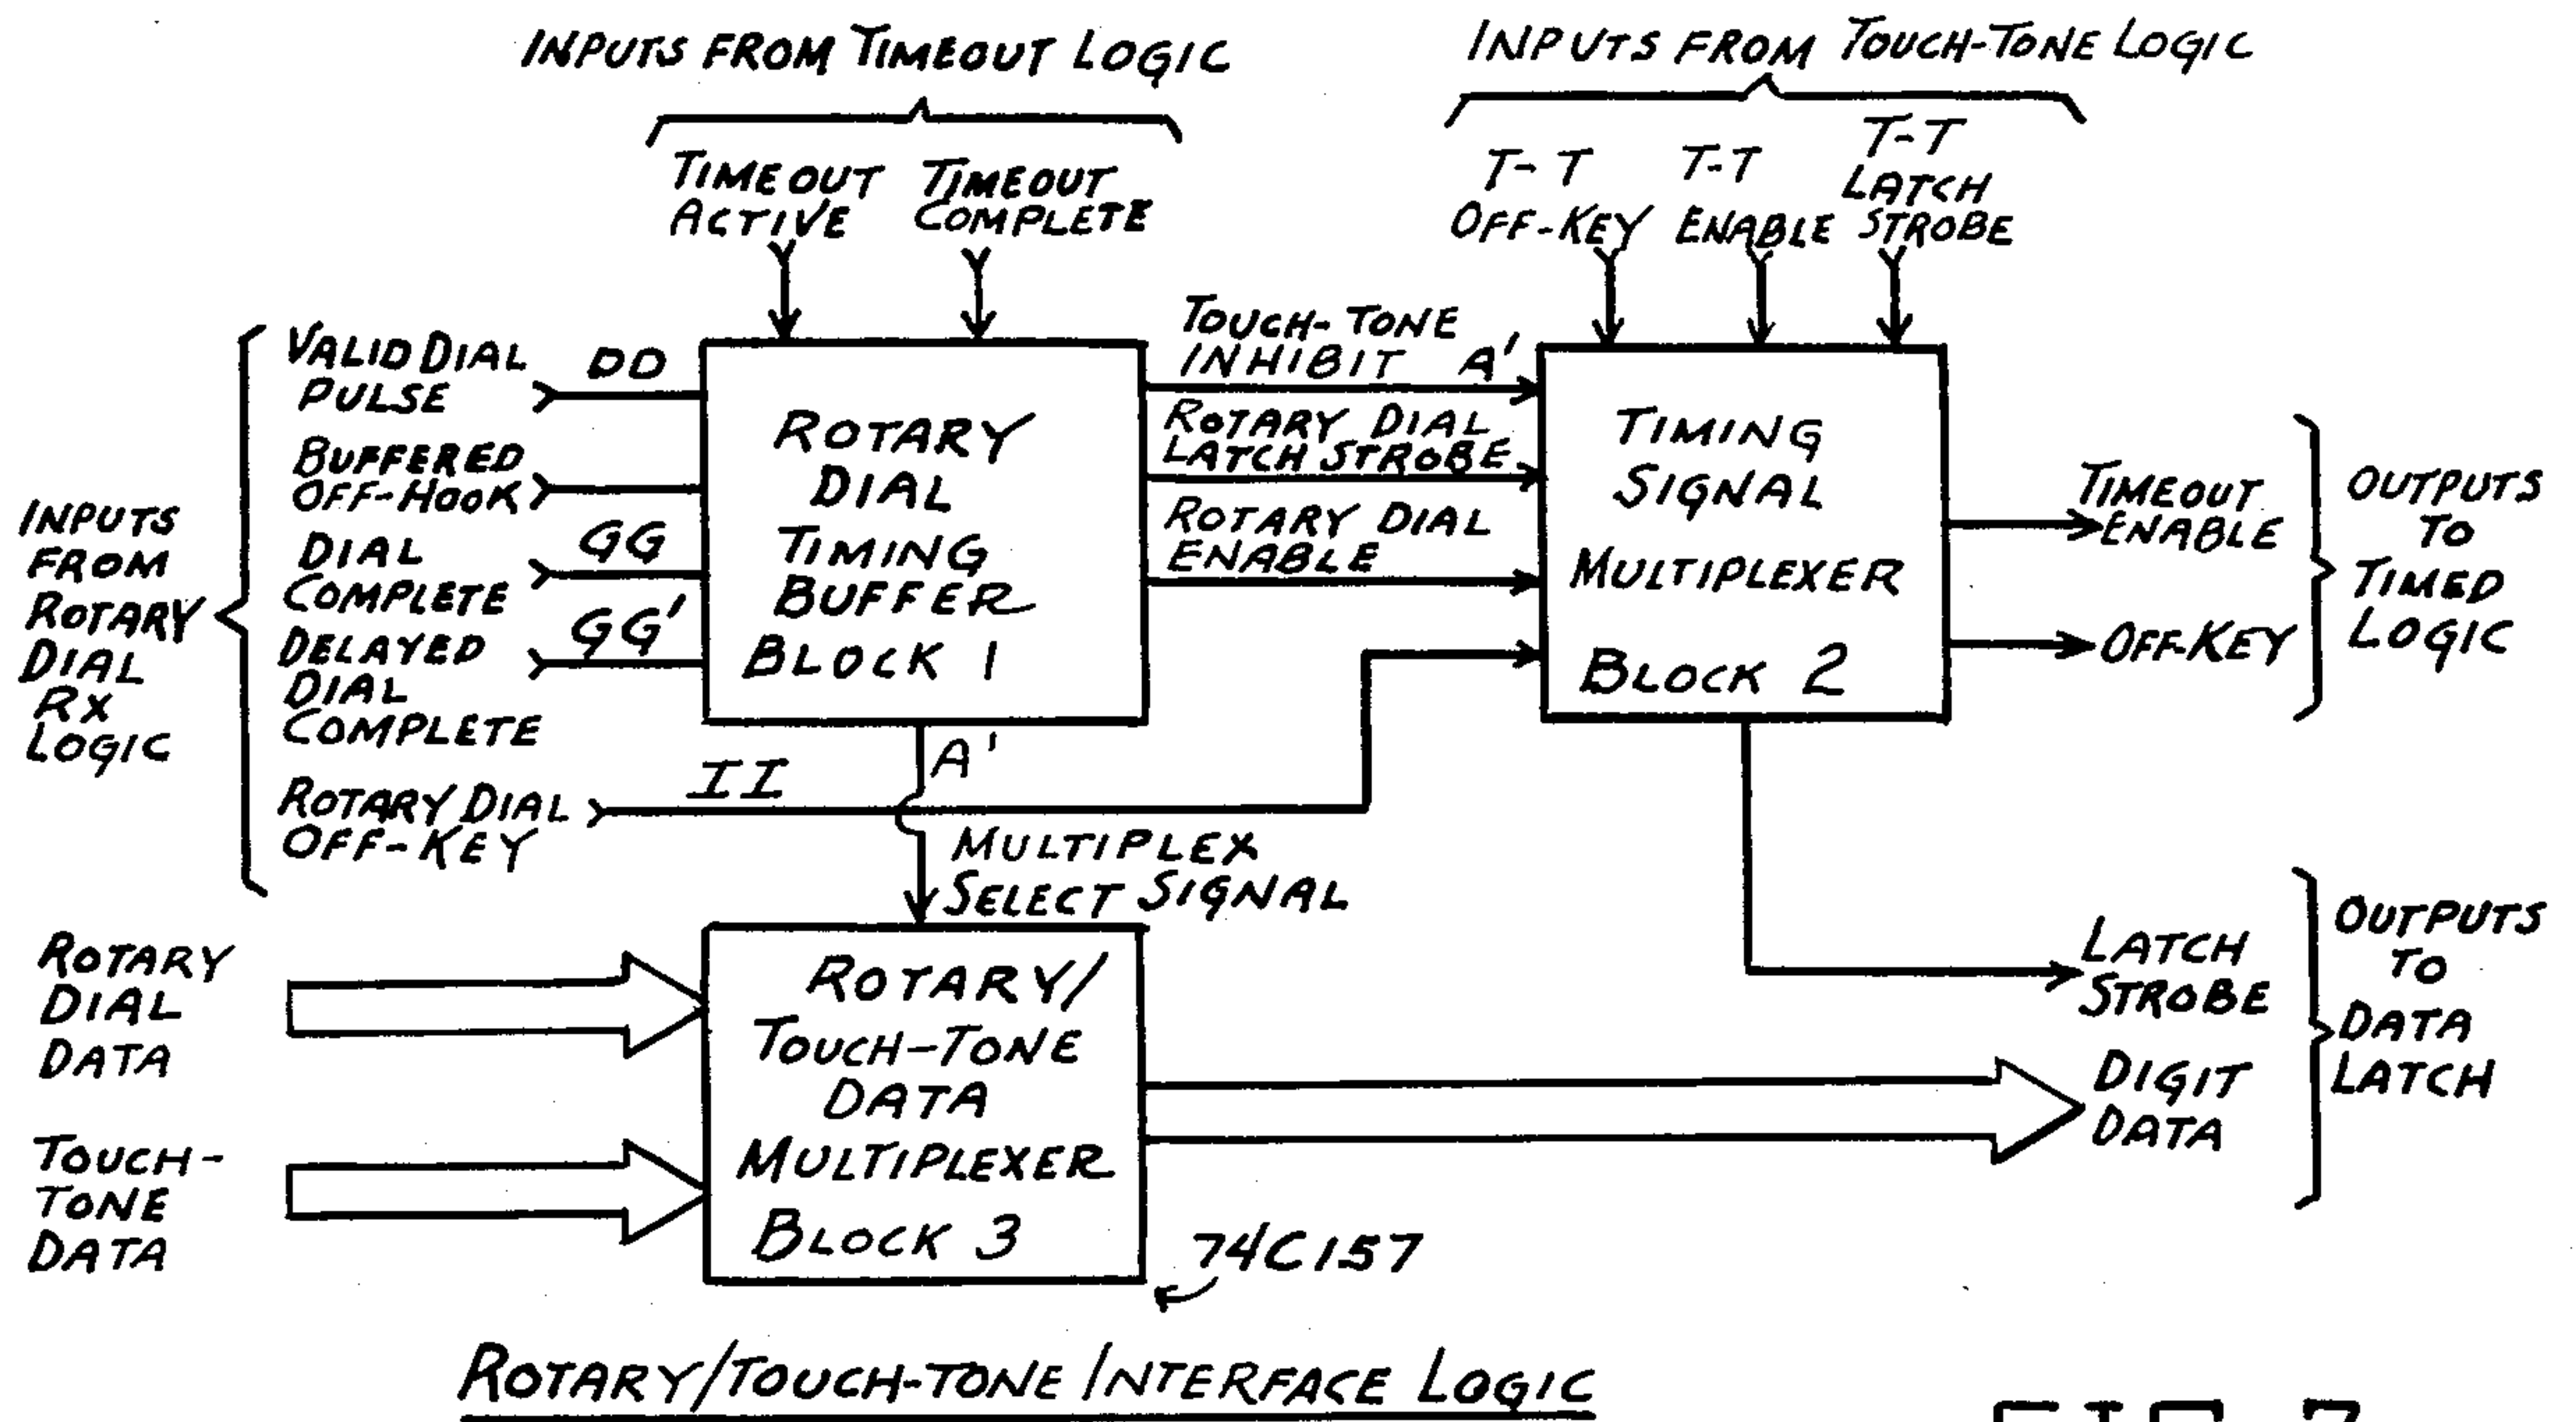 INPUTS FROM TIMEOUT LOGIC
INPUTS FROM TOUCH-TONE LOGIC
TIMEOUT
ACTIVE
TIMEOUT
COMPLETE
T-T
OFF-KEY
T-T
ENABLE
T-T
LATCH
STROBE
INPUTS
FROM
ROTARY
DIAL
RX
LOGIC
VALID DIAL
PULSE
DD
BUFFERED
OFF-HOOK
DIAL
COMPLETE
GG
DELAYED
DIAL
COMPLETE
GG'
ROTARY DIAL
OFF-KEY
II
ROTARY
DIAL
TIMING
BUFFER
BLOCK 1
TOUCH-TONE
INHIBIT A'
ROTARY DIAL
LATCH STROBE
ROTARY DIAL
ENABLE
TIMING
SIGNAL
MULTIPLEXER
BLOCK 2
TIMEOUT
ENABLE
OFF-KEY
OUTPUTS
TO
TIMED
LOGIC
A'
MULTIPLEX
SELECT SIGNAL
ROTARY
DIAL
DATA
TOUCH-
TONE
DATA
ROTARY/
TOUCH-TONE
DATA
MULTIPLEXER
BLOCK 3
74C157
LATCH
STROBE
DIGIT
DATA
OUTPUTS
TO
DATA
LATCH
ROTARY/TOUCH-TONE INTERFACE LOGIC